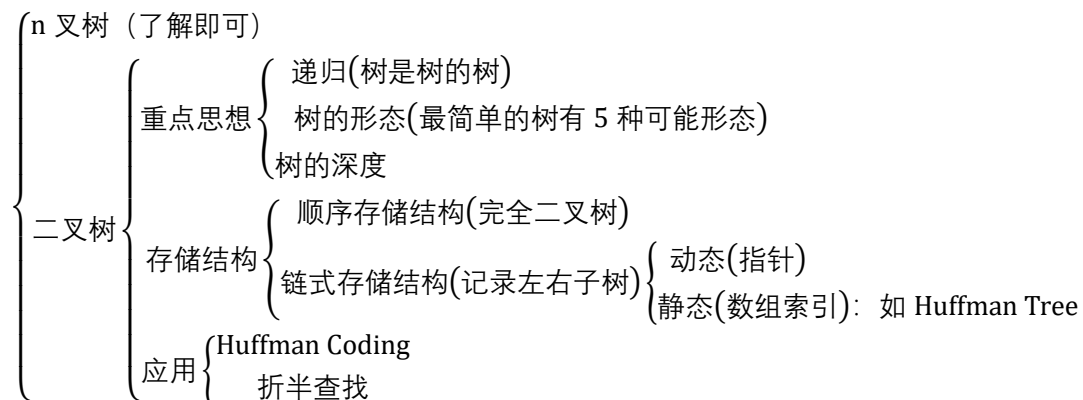 n 叉树（了解即可）
二叉树
重点思想
递归(树是树的树)
树的形态(最简单的树有 5 种可能形态)
树的深度
存储结构
顺序存储结构(完全二叉树)
链式存储结构(记录左右子树)
动态(指针)
静态(数组索引)：如 Huffman Tree
应用
Huffman Coding
折半查找